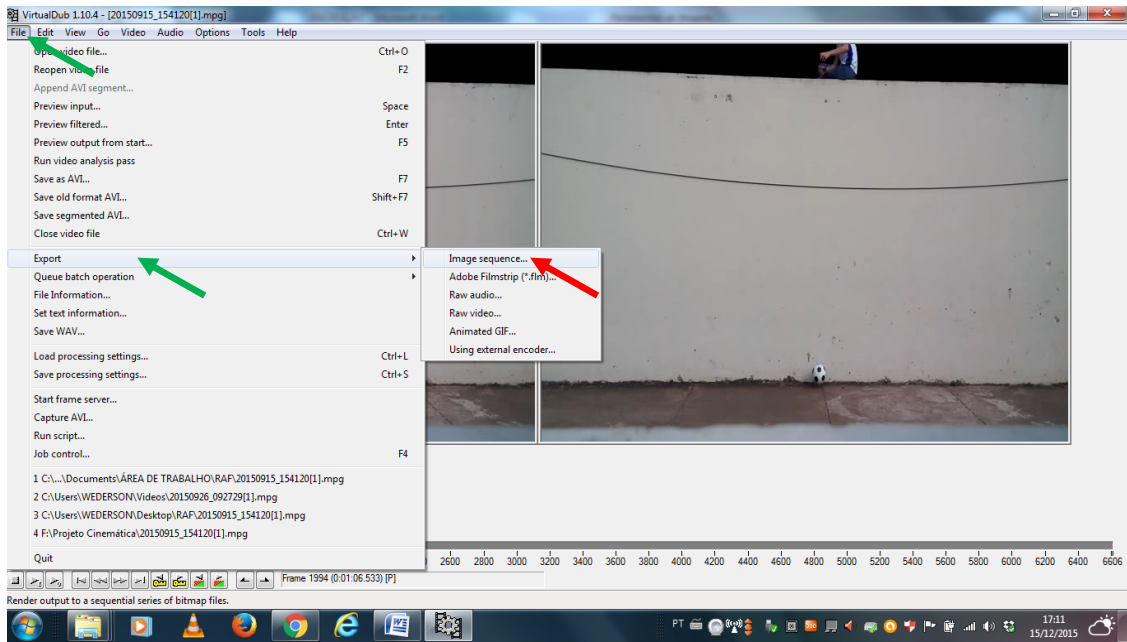 VirtualDub 1.10.4 - [20150915_154120[1].mpg]
File Edit View Go Video Audio Options Tools Help
Open video file... Ctrl+O
Reopen video file F2
Append AVI segment...
Preview input... Space
Preview filtered... Enter
Preview output from start... F5
Run video analysis pass
Save as AVI... F7
Save old format AVI... Shift+F7
Save segmented AVI...
Close video file Ctrl+W
Export
Image sequence...
Queue batch operation
Adobe Filmstrip (*.flm)...
File Information...
Raw audio...
Set text information...
Raw video...
Save WAV...
Animated GIF...
Using external encoder...
Load processing settings... Ctrl+L
Save processing settings... Ctrl+S
Start frame server...
Capture AVI...
Run script...
Job control... F4
1 C:\...\Documents\ÁREA DE TRABALHO\RAF\20150915_154120[1].mpg
2 C:\Users\WEDERSON\Videos\20150926_092729[1].mpg
3 C:\Users\WEDERSON\Desktop\RAF\20150915_154120[1].mpg
4 F:\Projeto Cinemática\20150915_154120[1].mpg
Quit
2600 2800 3000 3200 3400 3600 3800 4000 4200 4400 4600 4800 5000 5200 5400 5600 5800 6000 6200 6400 6606
Frame 1994 (0:01:06.533) [P]
Render output to a sequential series of bitmap files.
PT
17:11
15/12/2015